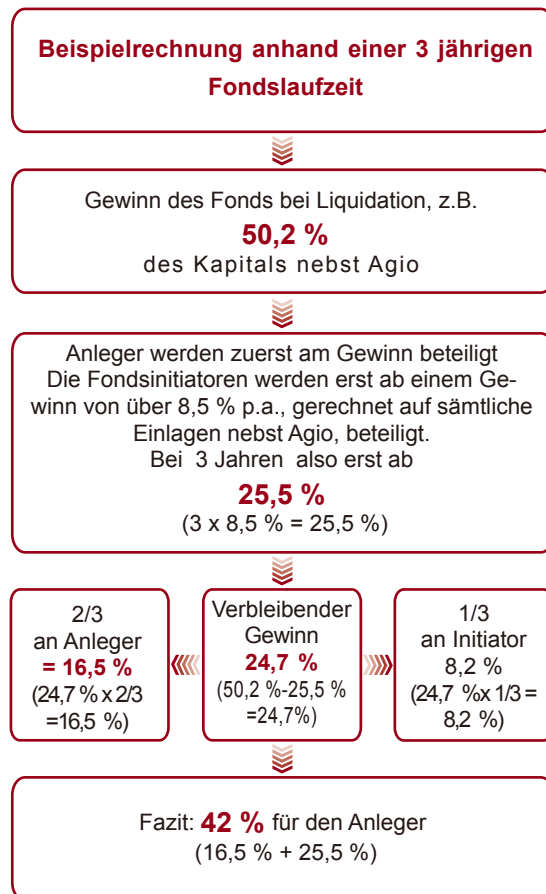 Beispielrechnung anhand einer 3 jährigen
Fondslaufzeit
Gewinn des Fonds bei Liquidation, z.B.
50,2 %
des Kapitals nebst Agio
Anleger werden zuerst am Gewinn beteiligt
Die Fondsinitiatoren werden erst ab einem Ge-
winn von über 8,5 % p.a., gerechnet auf sämtliche
Einlagen nebst Agio, beteiligt.
Bei 3 Jahren also erst ab
25,5 %
(3 x 8,5 % = 25,5 %)
2/3
an Anleger
= 16,5 %
(24,7 % x 2/3
=16,5 %)
Verbleibender
Gewinn
24,7 %
(50,2 %-25,5 %
=24,7%)
1/3
an Initiator
8,2 %
(24,7 %x 1/3 =
8,2 %)
Fazit: 42 % für den Anleger
(16,5 % + 25,5 %)